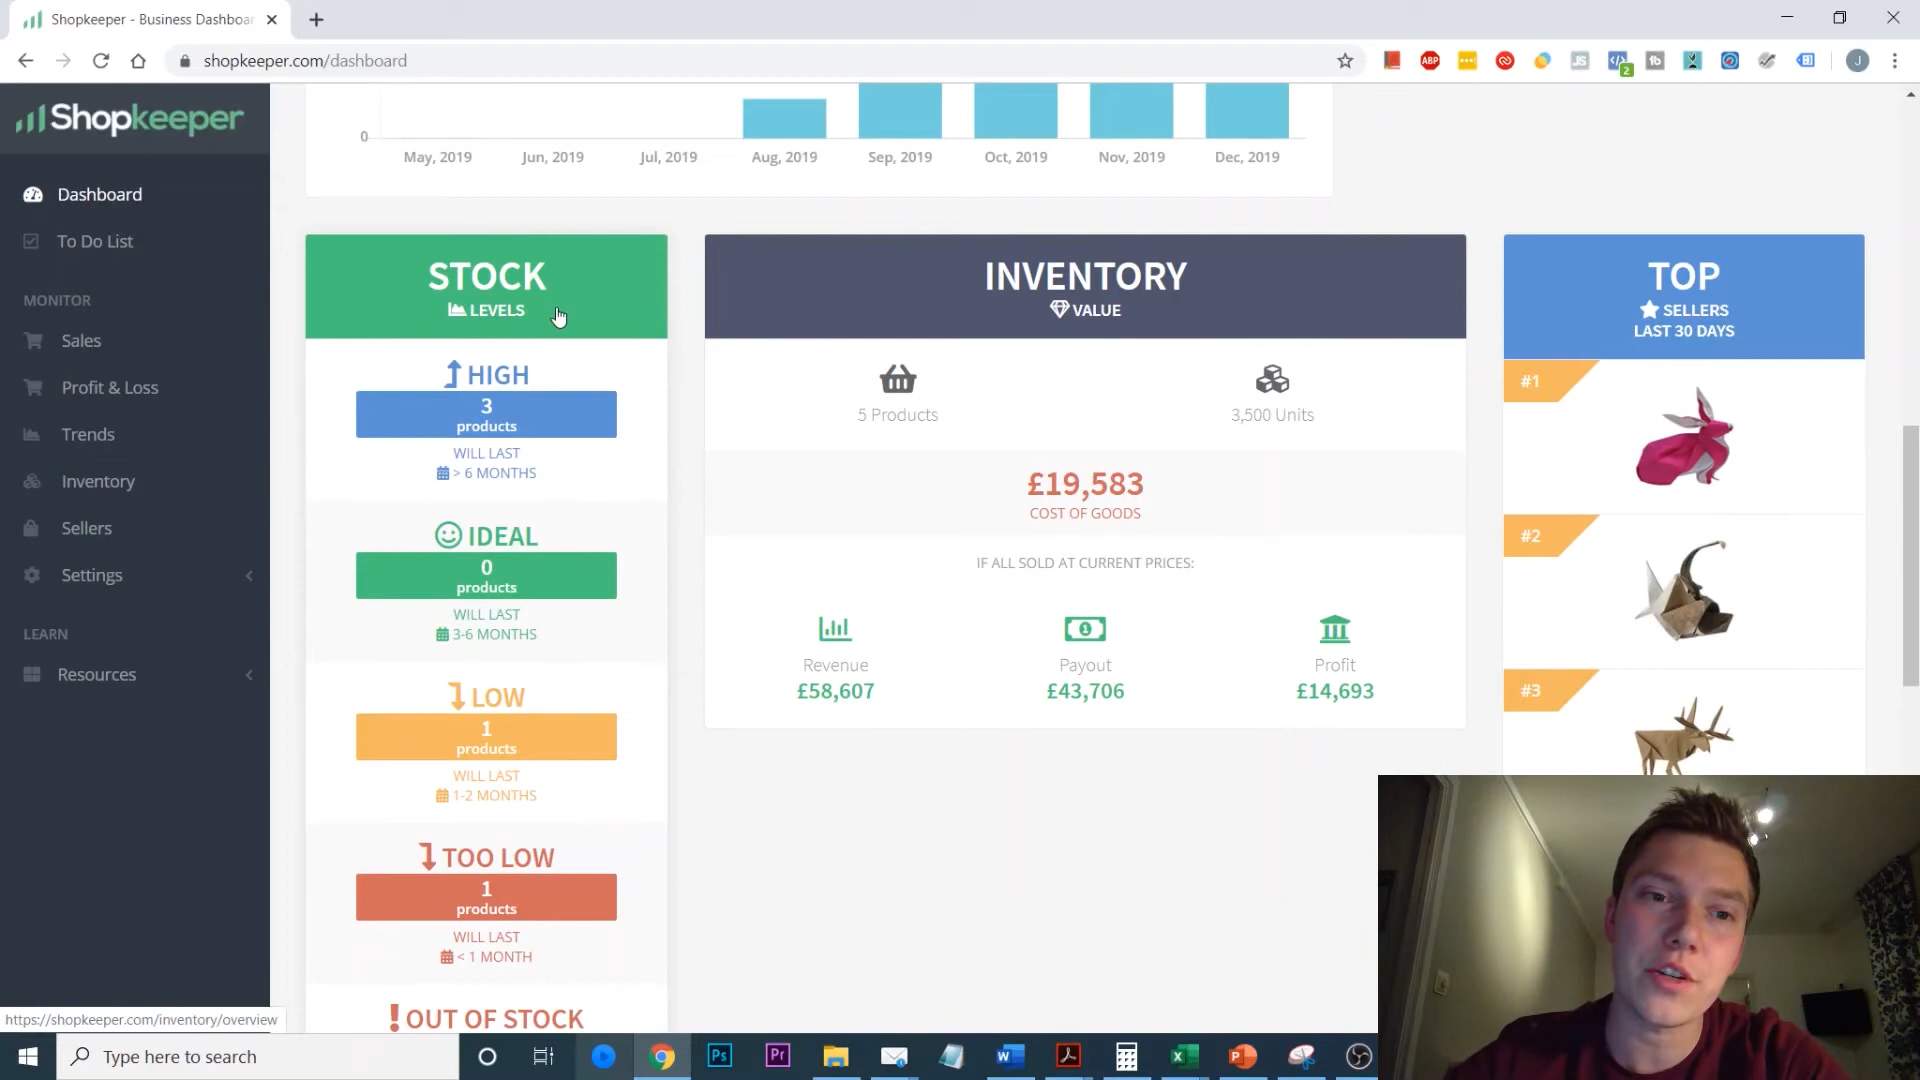 Shopkeeper - Business Dashboar
shopkeeper.com/dashboard
ABP
JS
2
tb
J
Shopkeeper
Dashboard
To Do List
MONITOR
Sales
Profit & Loss
Trends
Inventory
Sellers
Settings
LEARN
Resources
0
May, 2019 Jun, 2019 Jul, 2019 Aug, 2019 Sep, 2019 Oct, 2019 Nov, 2019 Dec, 2019
STOCK
LEVELS
HIGH
3
products
WILL LAST
> 6 MONTHS
IDEAL
0
products
WILL LAST
3-6 MONTHS
LOW
1
products
WILL LAST
1-2 MONTHS
TOO LOW
1
products
WILL LAST
< 1 MONTH
OUT OF STOCK
INVENTORY
VALUE
5 Products 3,500 Units
£19,583
COST OF GOODS
IF ALL SOLD AT CURRENT PRICES:
Revenue Payout Profit
£58,607 £43,706 £14,693
TOP
SELLERS
LAST 30 DAYS
#1
#2
#3
https://shopkeeper.com/inventory/overview
Type here to search
Ps
Pr